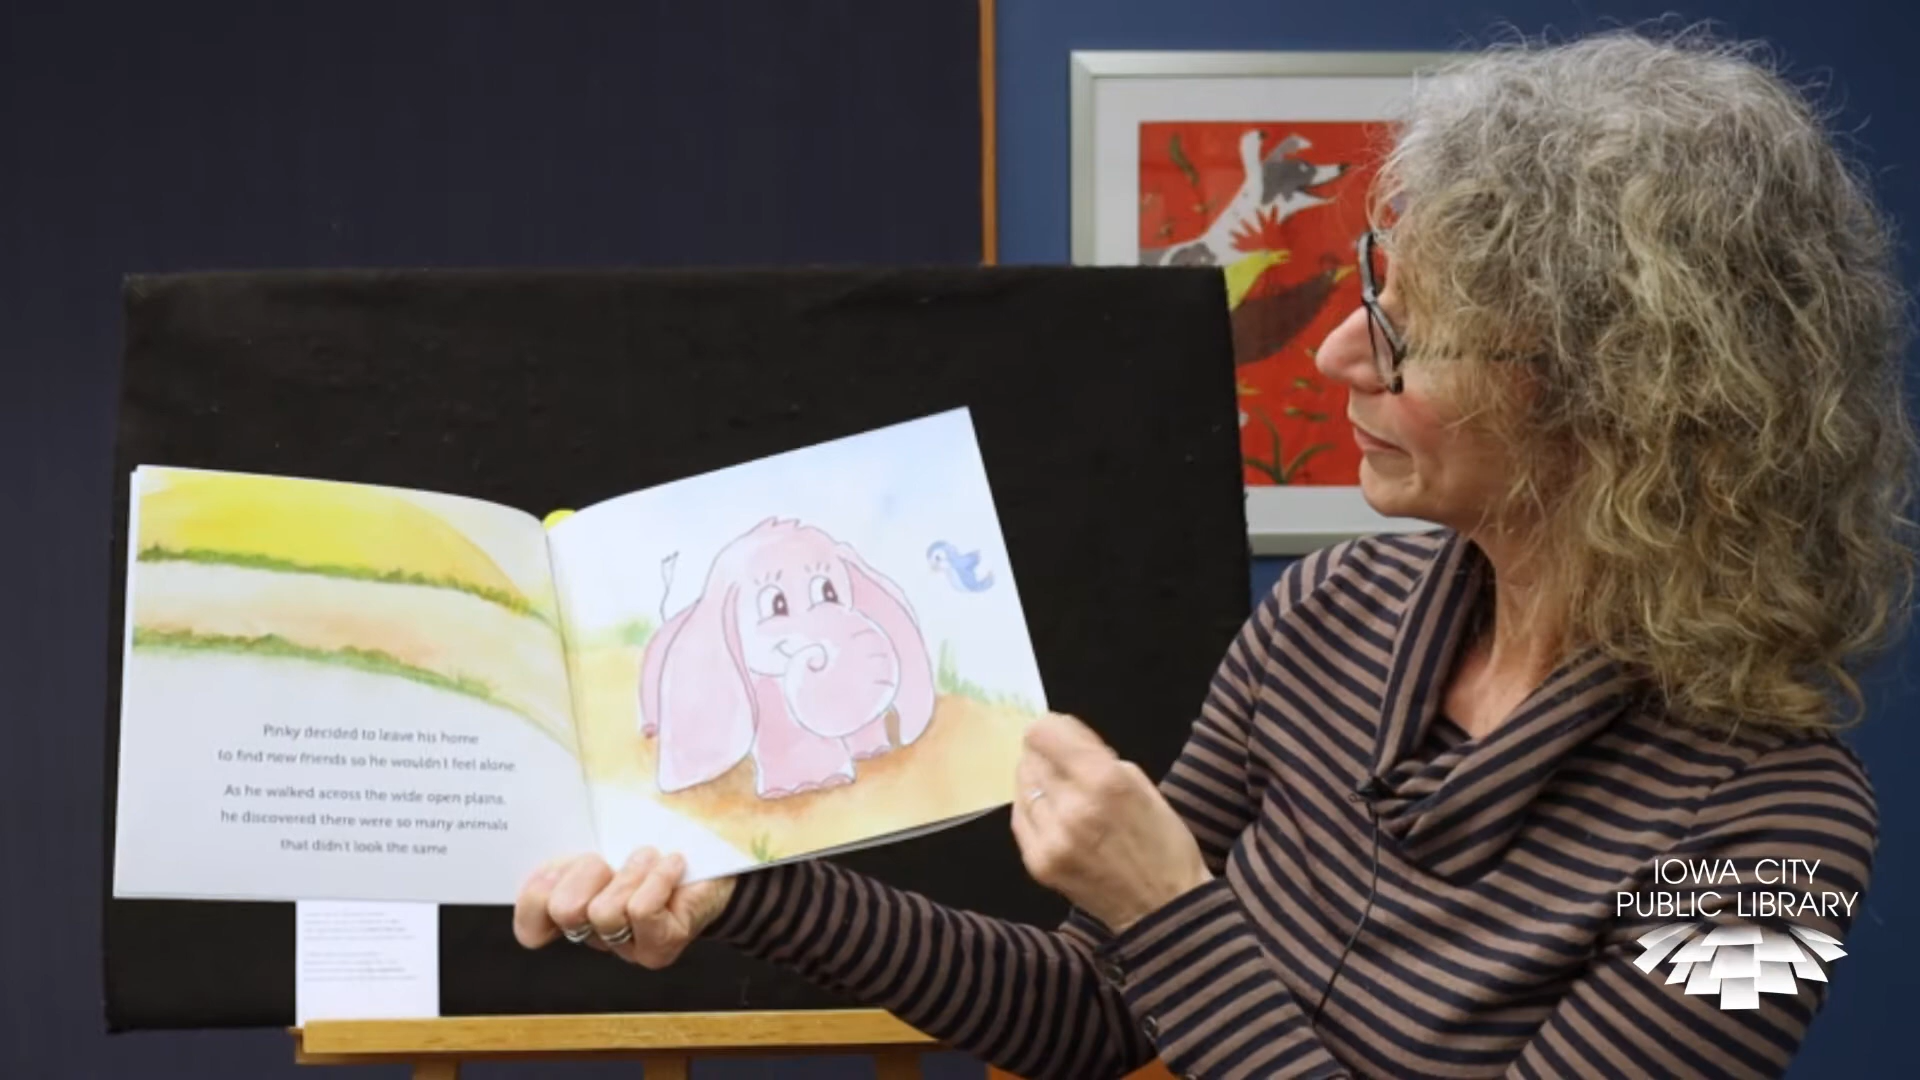 Pinky decided to leave his home
to find new friends so he wouldn't feel alone
As he walked across the wide open plains,
he discovered there were so many animals
that didn't look the same
IOWA CITY
PUBLIC LIBRARY